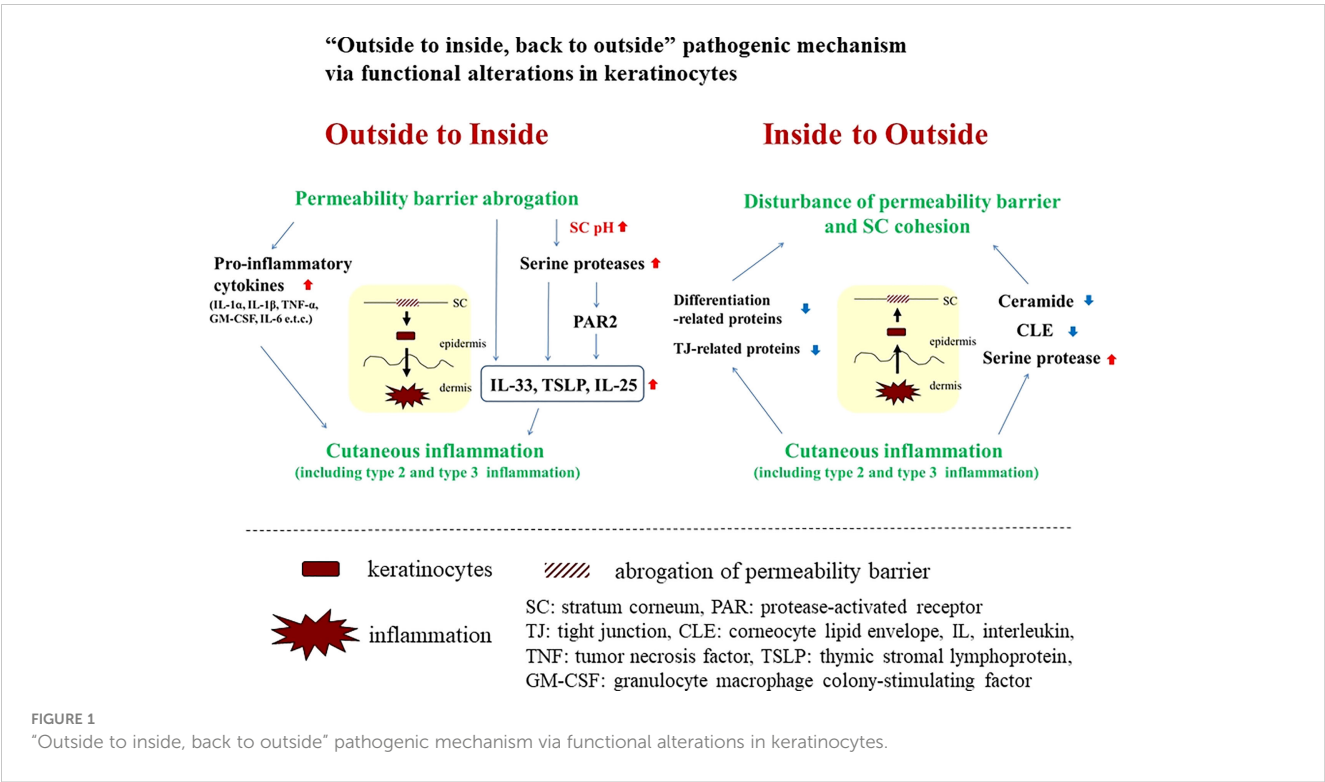 “Outside to inside, back to outside” pathogenic mechanism
via functional alterations in keratinocytes
Outside to Inside
Permeability barrier abrogation
SC pH
Pro-inflammatory
cytokines
(IL-1α, IL-1β, TNF-α,
GM-CSF, IL-6 e.t.c.)
Serine proteases
PAR2
SC
epidermis
dermis
IL-33, TSLP, IL-25
Cutaneous inflammation
(including type 2 and type 3 inflammation)
Inside to Outside
Disturbance of permeability barrier
and SC cohesion
Differentiation
-related proteins
TJ-related proteins
SC
epidermis
dermis
Ceramide
CLE
Serine protease
Cutaneous inflammation
(including type 2 and type 3 inflammation)
keratinocytes
abrogation of permeability barrier
inflammation
SC: stratum corneum, PAR: protease-activated receptor
TJ: tight junction, CLE: corneocyte lipid envelope, IL, interleukin,
TNF: tumor necrosis factor, TSLP: thymic stromal lymphoprotein,
GM-CSF: granulocyte macrophage colony-stimulating factor
FIGURE 1
“Outside to inside, back to outside” pathogenic mechanism via functional alterations in keratinocytes.